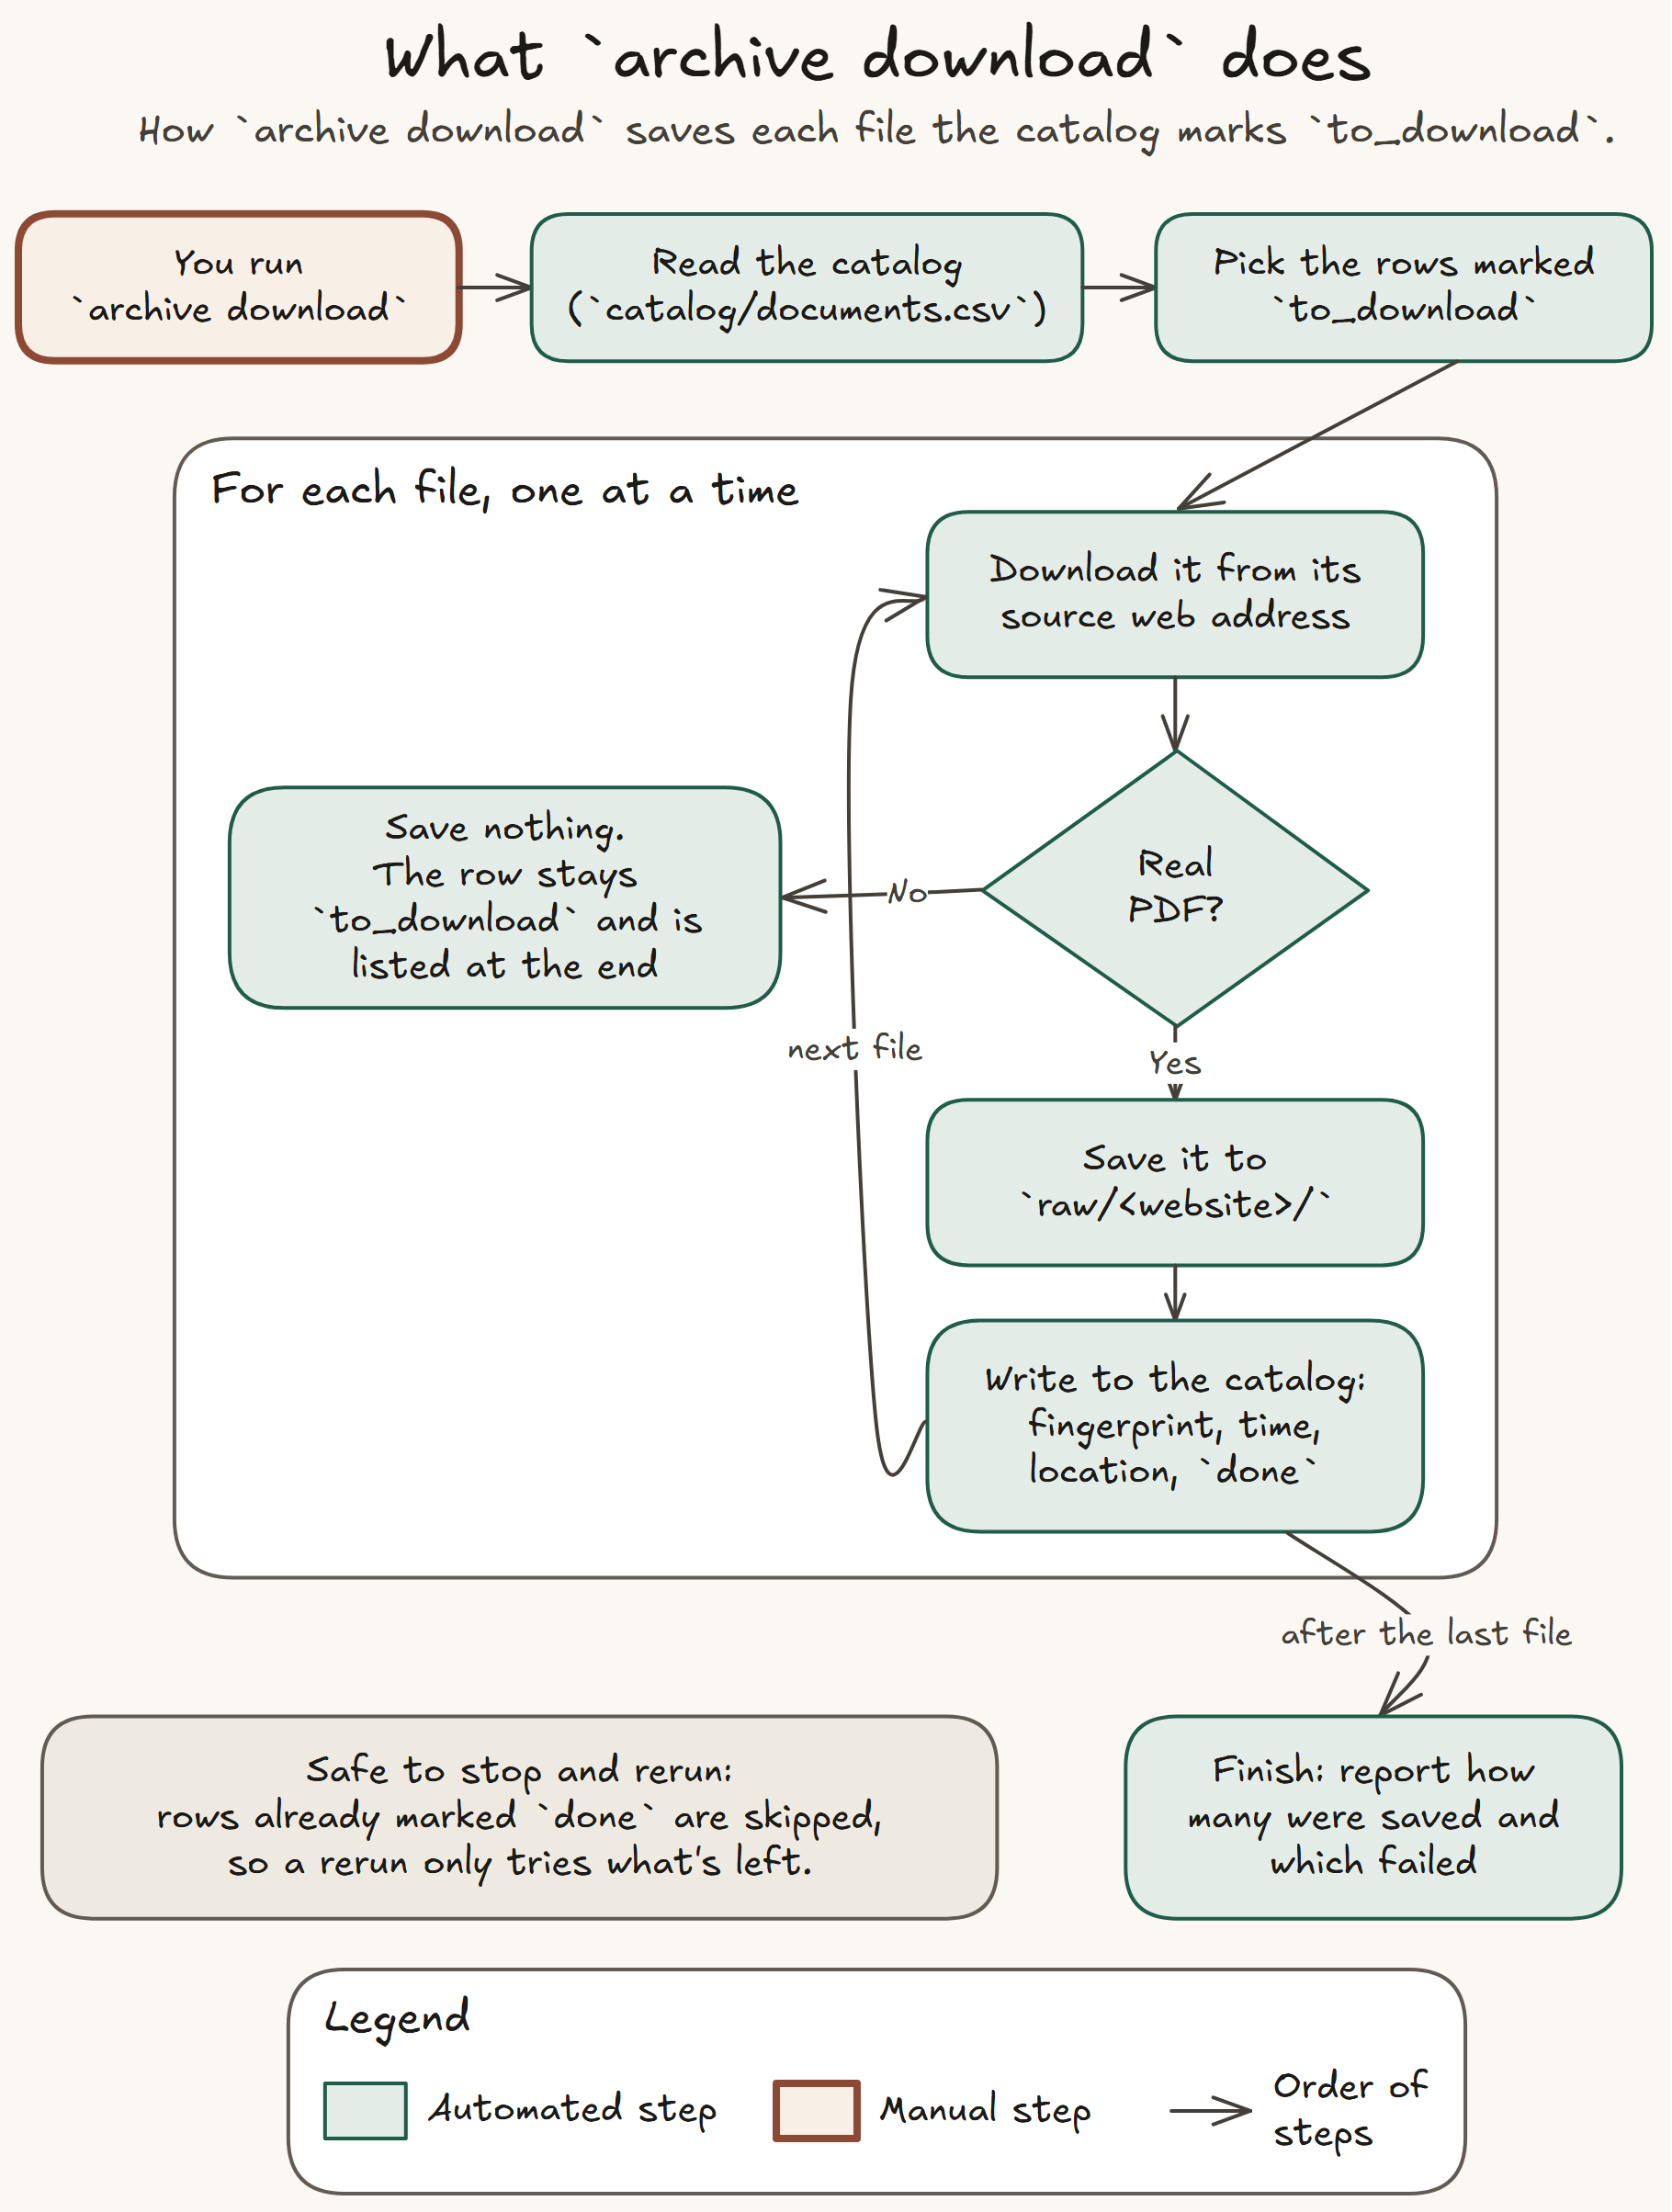 What `archive download` does
How `archive download` saves each file the catalog marks `to_download`.
You run
`archive download`
Read the catalog
(`catalog/documents.csv`)
Pick the rows marked
`to_download`
For each file, one at a time
Download it from its
source web address
Real
PDF?
No
Save nothing.
The row stays
`to_download` and is
listed at the end
next file
Yes
Save it to
`raw/<website>/`
Write to the catalog:
fingerprint, time,
location, `done`
after the last file
Safe to stop and rerun:
rows already marked `done` are skipped,
so a rerun only tries what's left.
Finish: report how
many were saved and
which failed
Legend
Automated step
Manual step
Order of
steps